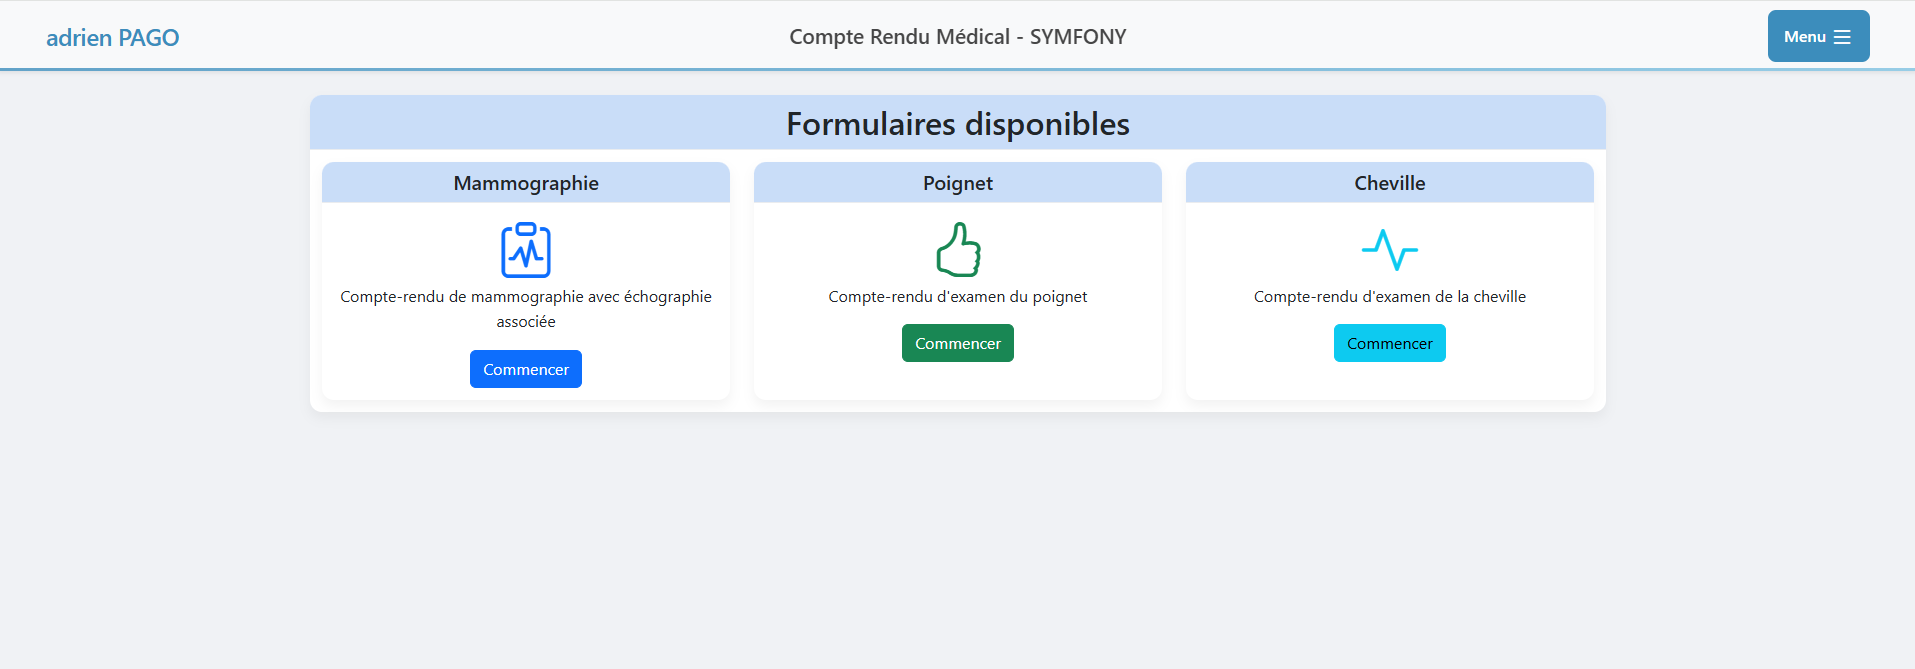 adrien PAGO
Compte Rendu Médical - SYMFONY
Menu
Formulaires disponibles
Mammographie
Compte-rendu de mammographie avec échographie
associée
Commencer
Poignet
Compte-rendu d'examen du poignet
Commencer
Cheville
Compte-rendu d'examen de la cheville
Commencer